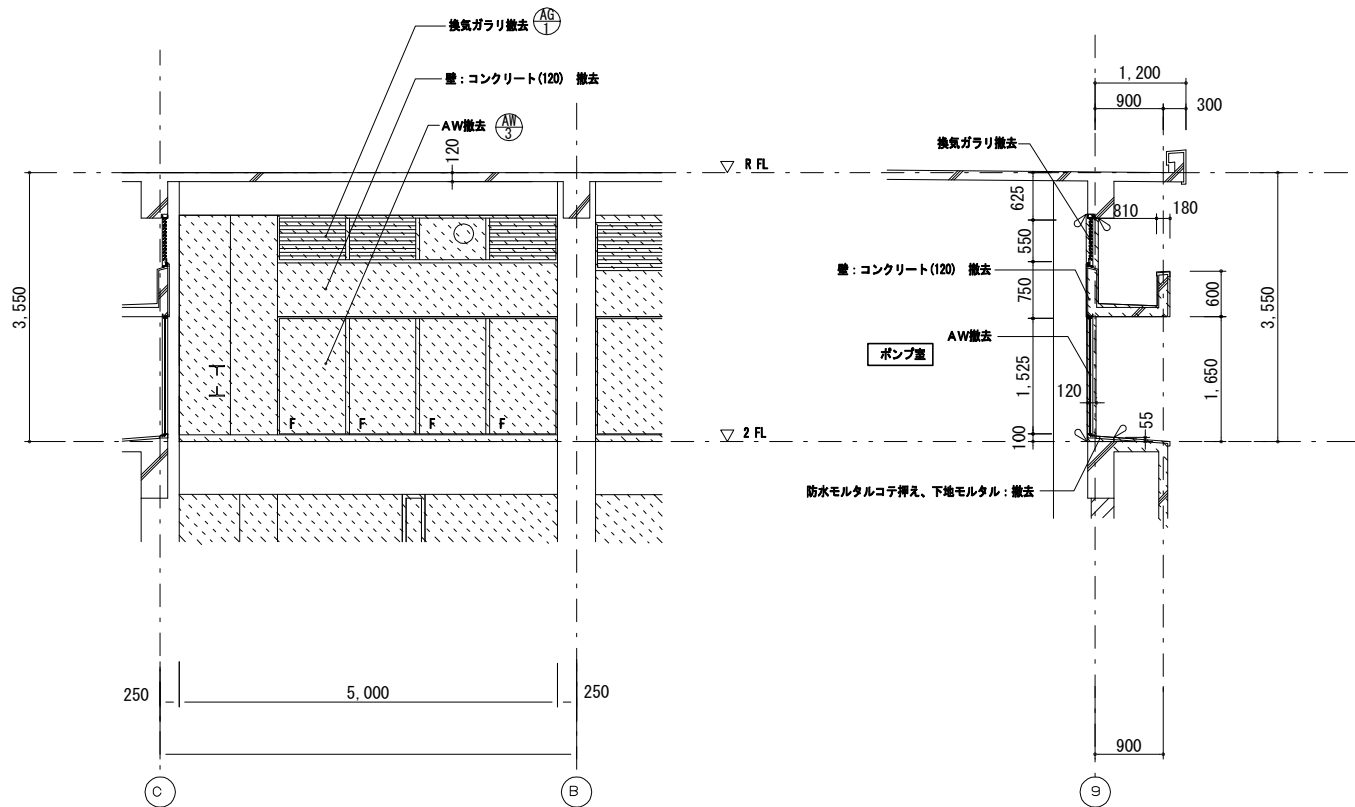 換気ガラリ撤去
AG
1
壁：コンクリート(120)　撤去
AW撤去
AW
3
120
3,550
F
F
F
F
250
5,000
250
C
B
R FL
2 FL
1,200
900
300
換気ガラリ撤去
625
810
180
550
壁：コンクリート(120)　撤去
750
600
3,550
AW撤去
ポンプ室
1,525
120
1,650
55
100
防水モルタルコテ押え、下地モルタル：撤去
900
9